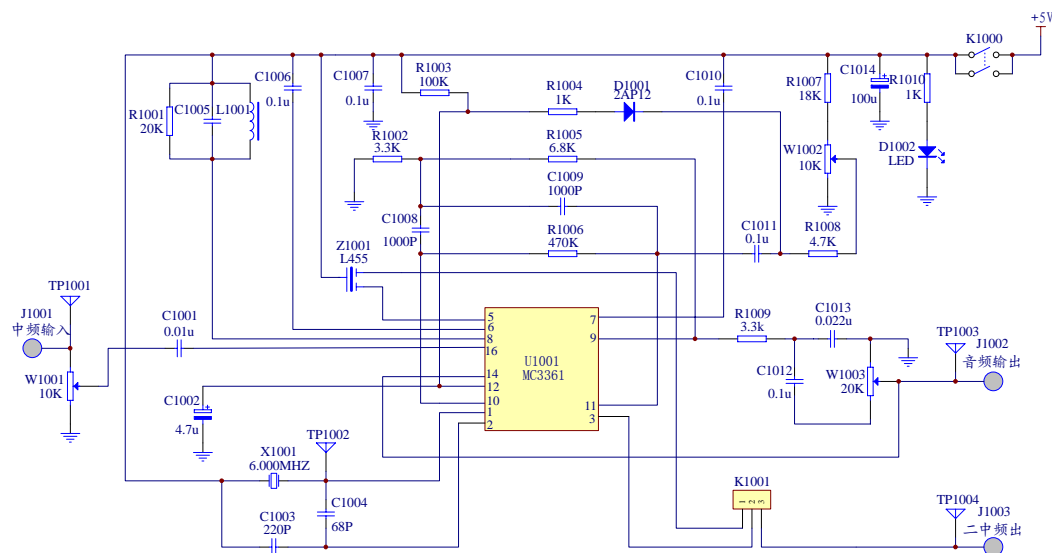 +5V
K1000
R1003
100K
C1006
0.1u
C1007
0.1u
R1004
1K
D1001
2AP12
C1010
0.1u
R1007
18K
C1014
100u
R1010
1K
R1001
20K
C1005
L1001
R1002
3.3K
R1005
6.8K
W1002
10K
D1002
LED
C1009
1000P
C1008
1000P
R1006
470K
C1011
0.1u
R1008
4.7K
Z1001
L455
TP1001
J1001
中频输入
C1001
0.01u
W1001
10K
5
6
8
16
14
12
10
1
2
U1001
MC3361
7
9
11
3
R1009
3.3k
C1013
0.022u
TP1003
J1002
音频输出
C1012
0.1u
W1003
20K
C1002
4.7u
TP1002
X1001
6.000MHZ
C1003
220P
C1004
68P
K1001
1 2 3
TP1004
J1003
二中频出